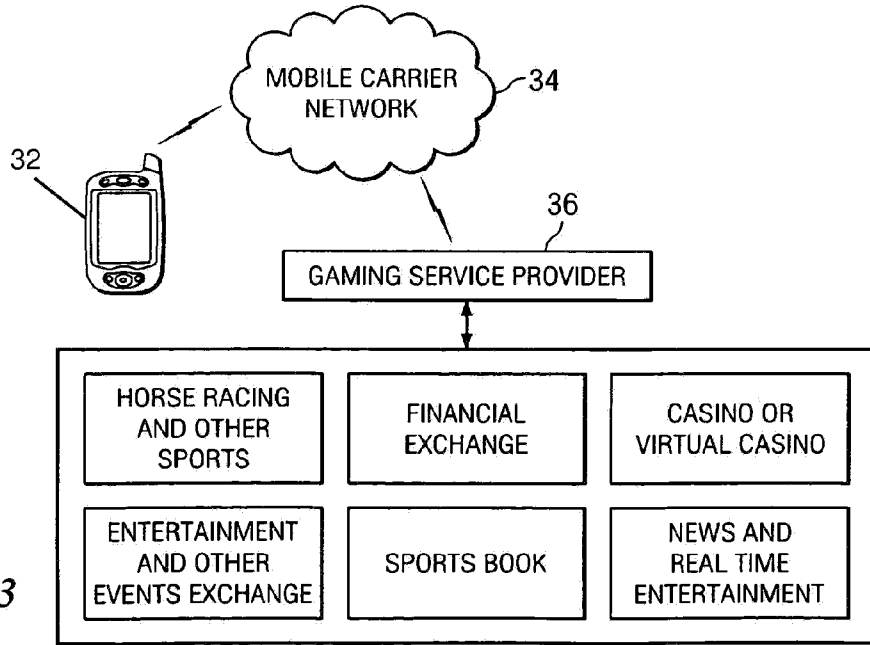 MOBILE CARRIER
NETWORK
34
32
36
GAMING SERVICE PROVIDER
HORSE RACING
AND OTHER
SPORTS
FINANCIAL
EXCHANGE
CASINO OR
VIRTUAL CASINO
ENTERTAINMENT
AND OTHER
EVENTS EXCHANGE
SPORTS BOOK
NEWS AND
REAL TIME
ENTERTAINMENT
3